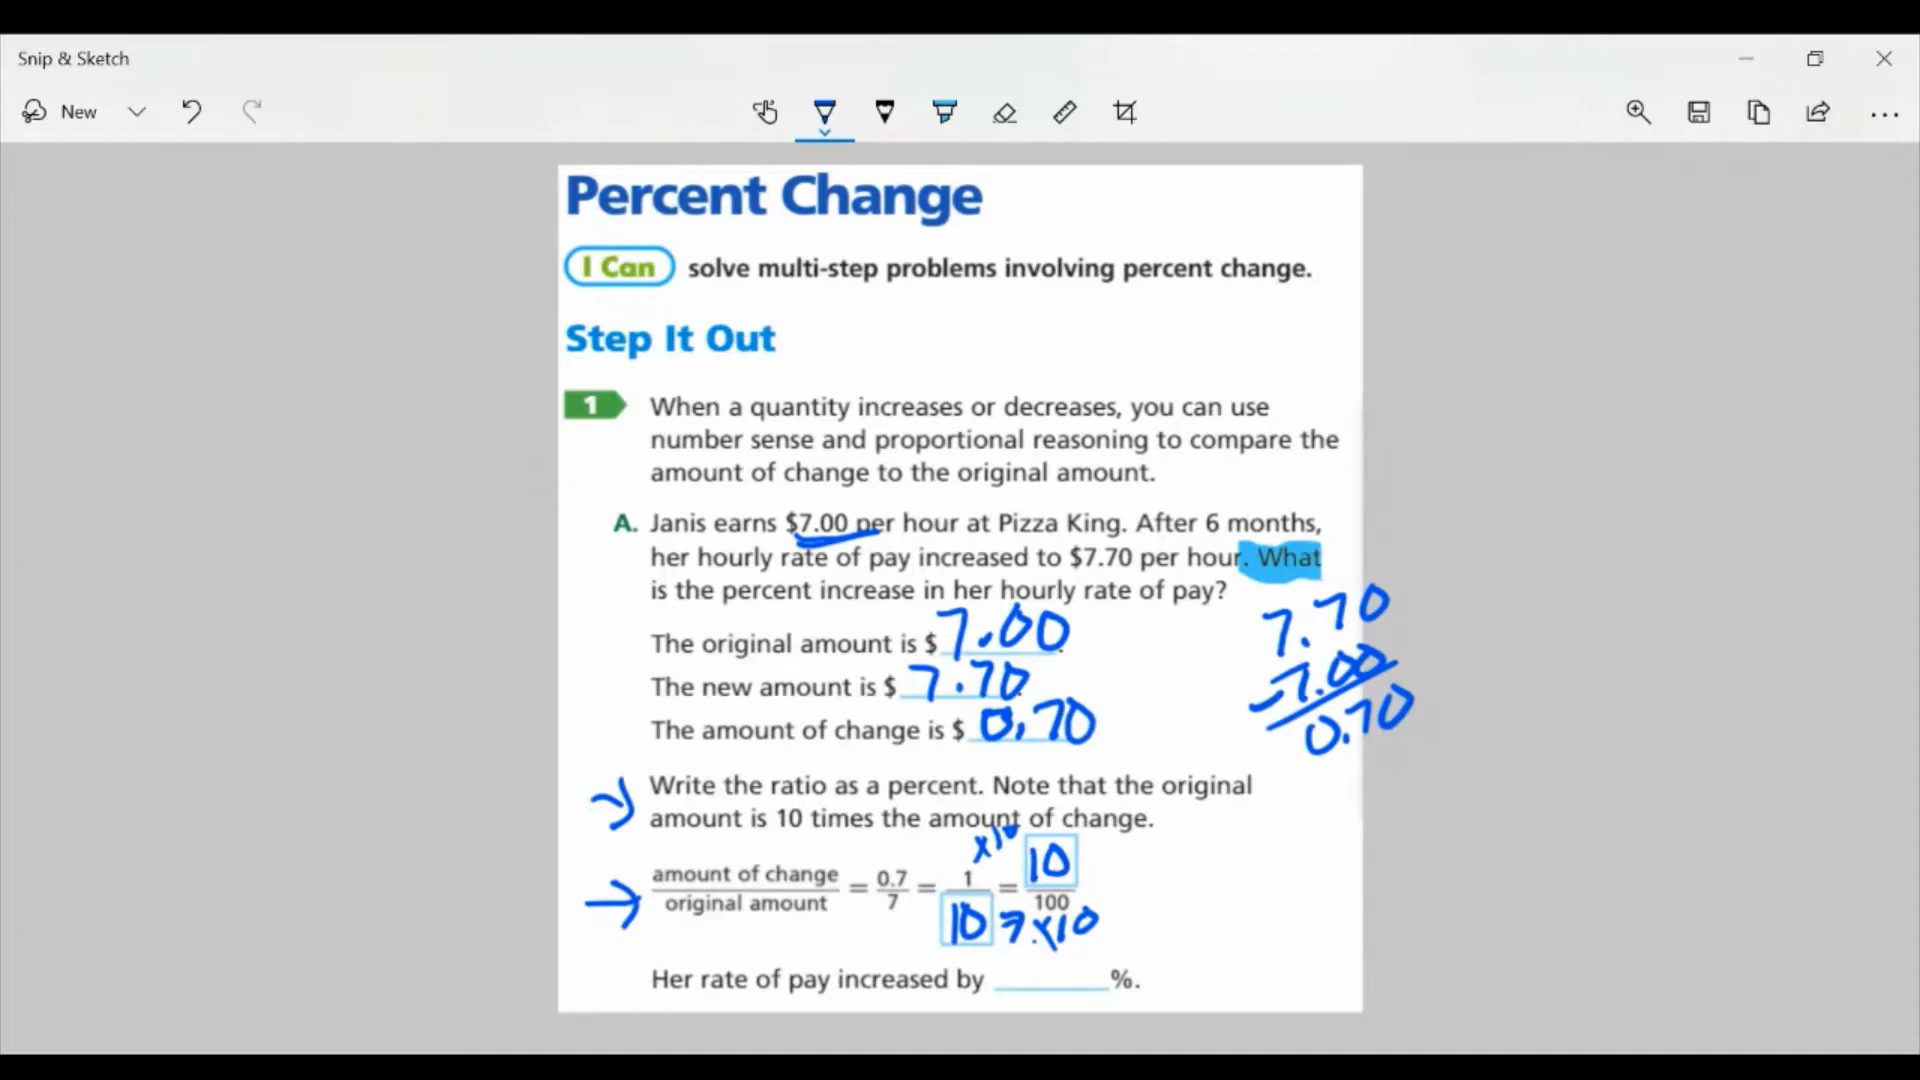 Snip & Sketch
New
Percent Change
I Can solve multi-step problems involving percent change.
Step It Out
1 When a quantity increases or decreases, you can use
number sense and proportional reasoning to compare the
amount of change to the original amount.
A. Janis earns $7.00 per hour at Pizza King. After 6 months,
her hourly rate of pay increased to $7.70 per hour. What
is the percent increase in her hourly rate of pay?
The original amount is $ 7.00.
The new amount is $ 7.70.
The amount of change is $ 0.70
7.70
-7.00
0.70
Write the ratio as a percent. Note that the original
amount is 10 times the amount of change.
x10
amount of change / original amount = 0.7/7 = 1/10 = 10/100
x10
Her rate of pay increased by ______ %.